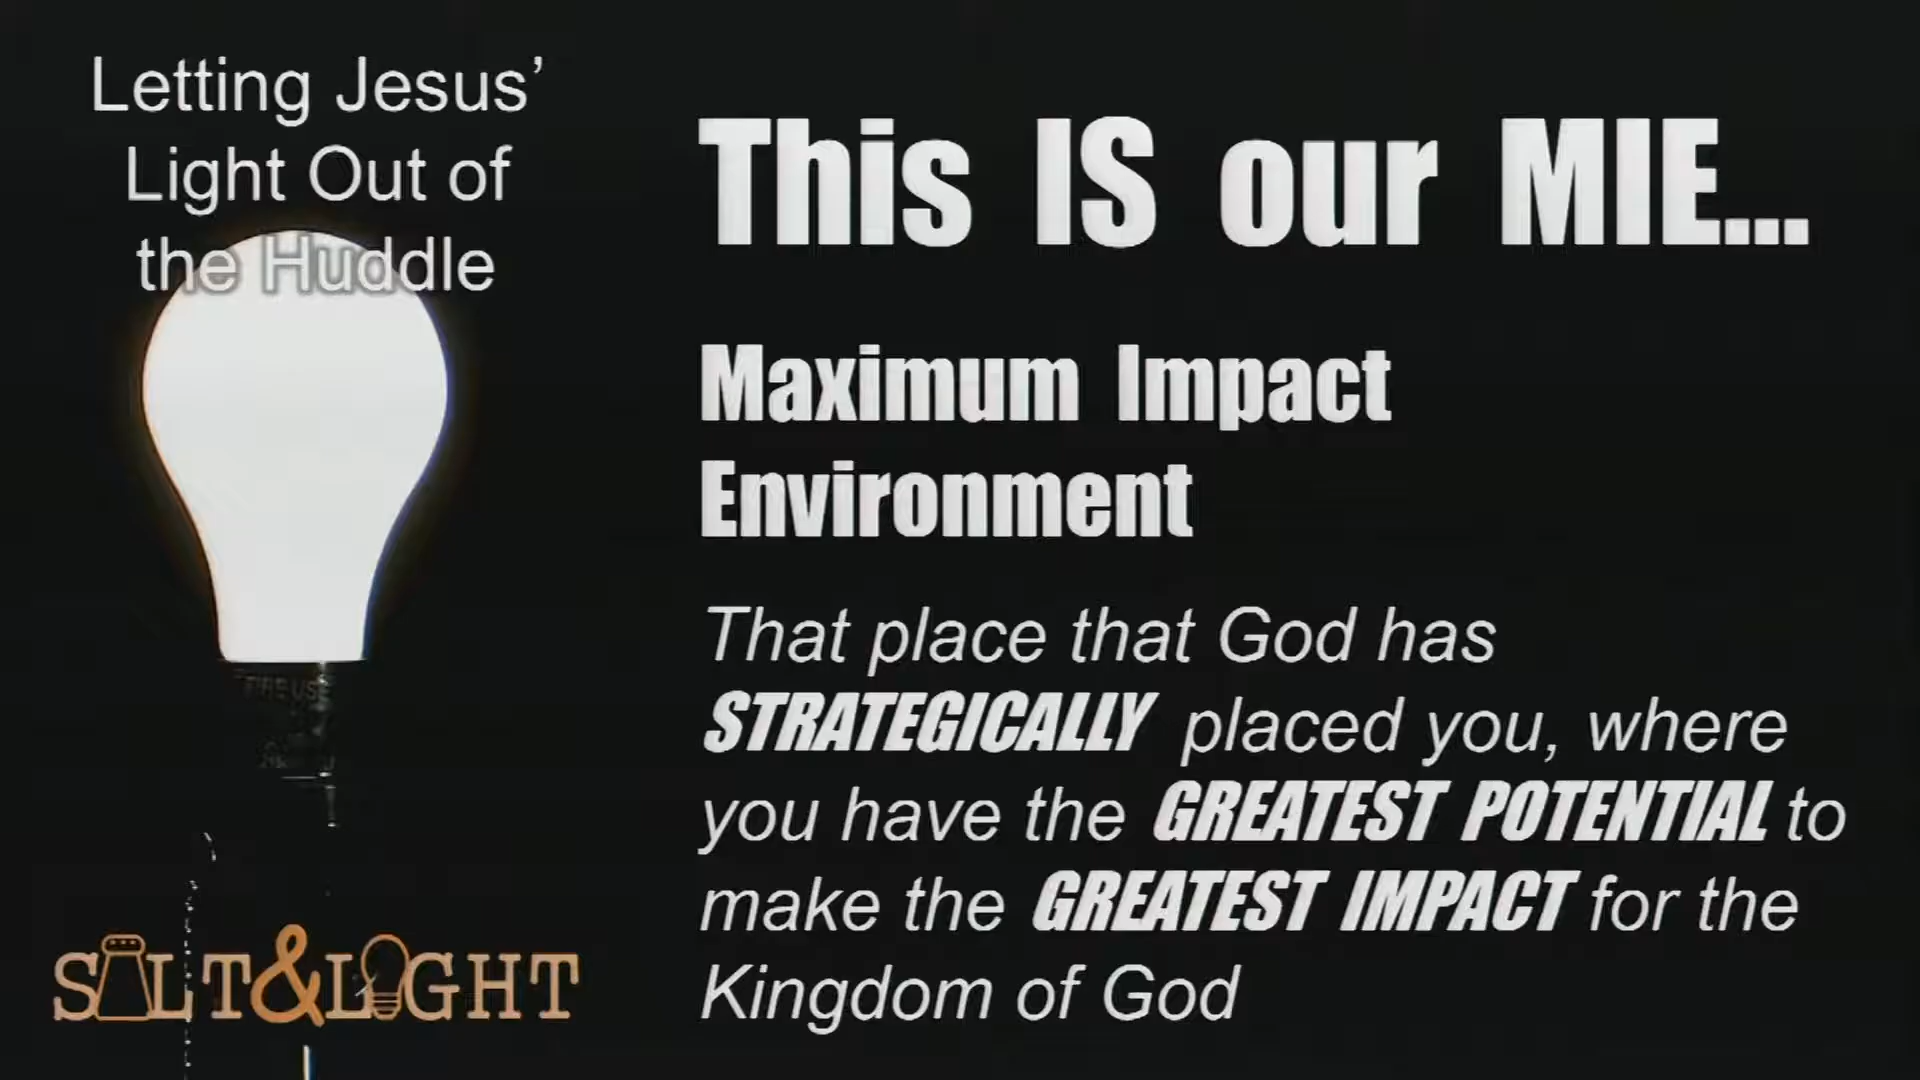 Letting Jesus’
Light Out of
the Huddle
This IS our MIE...
Maximum Impact
Environment
That place that God has
STRATEGICALLY placed you, where
you have the GREATEST POTENTIAL to
make the GREATEST IMPACT for the
Kingdom of God
SALT&LIGHT